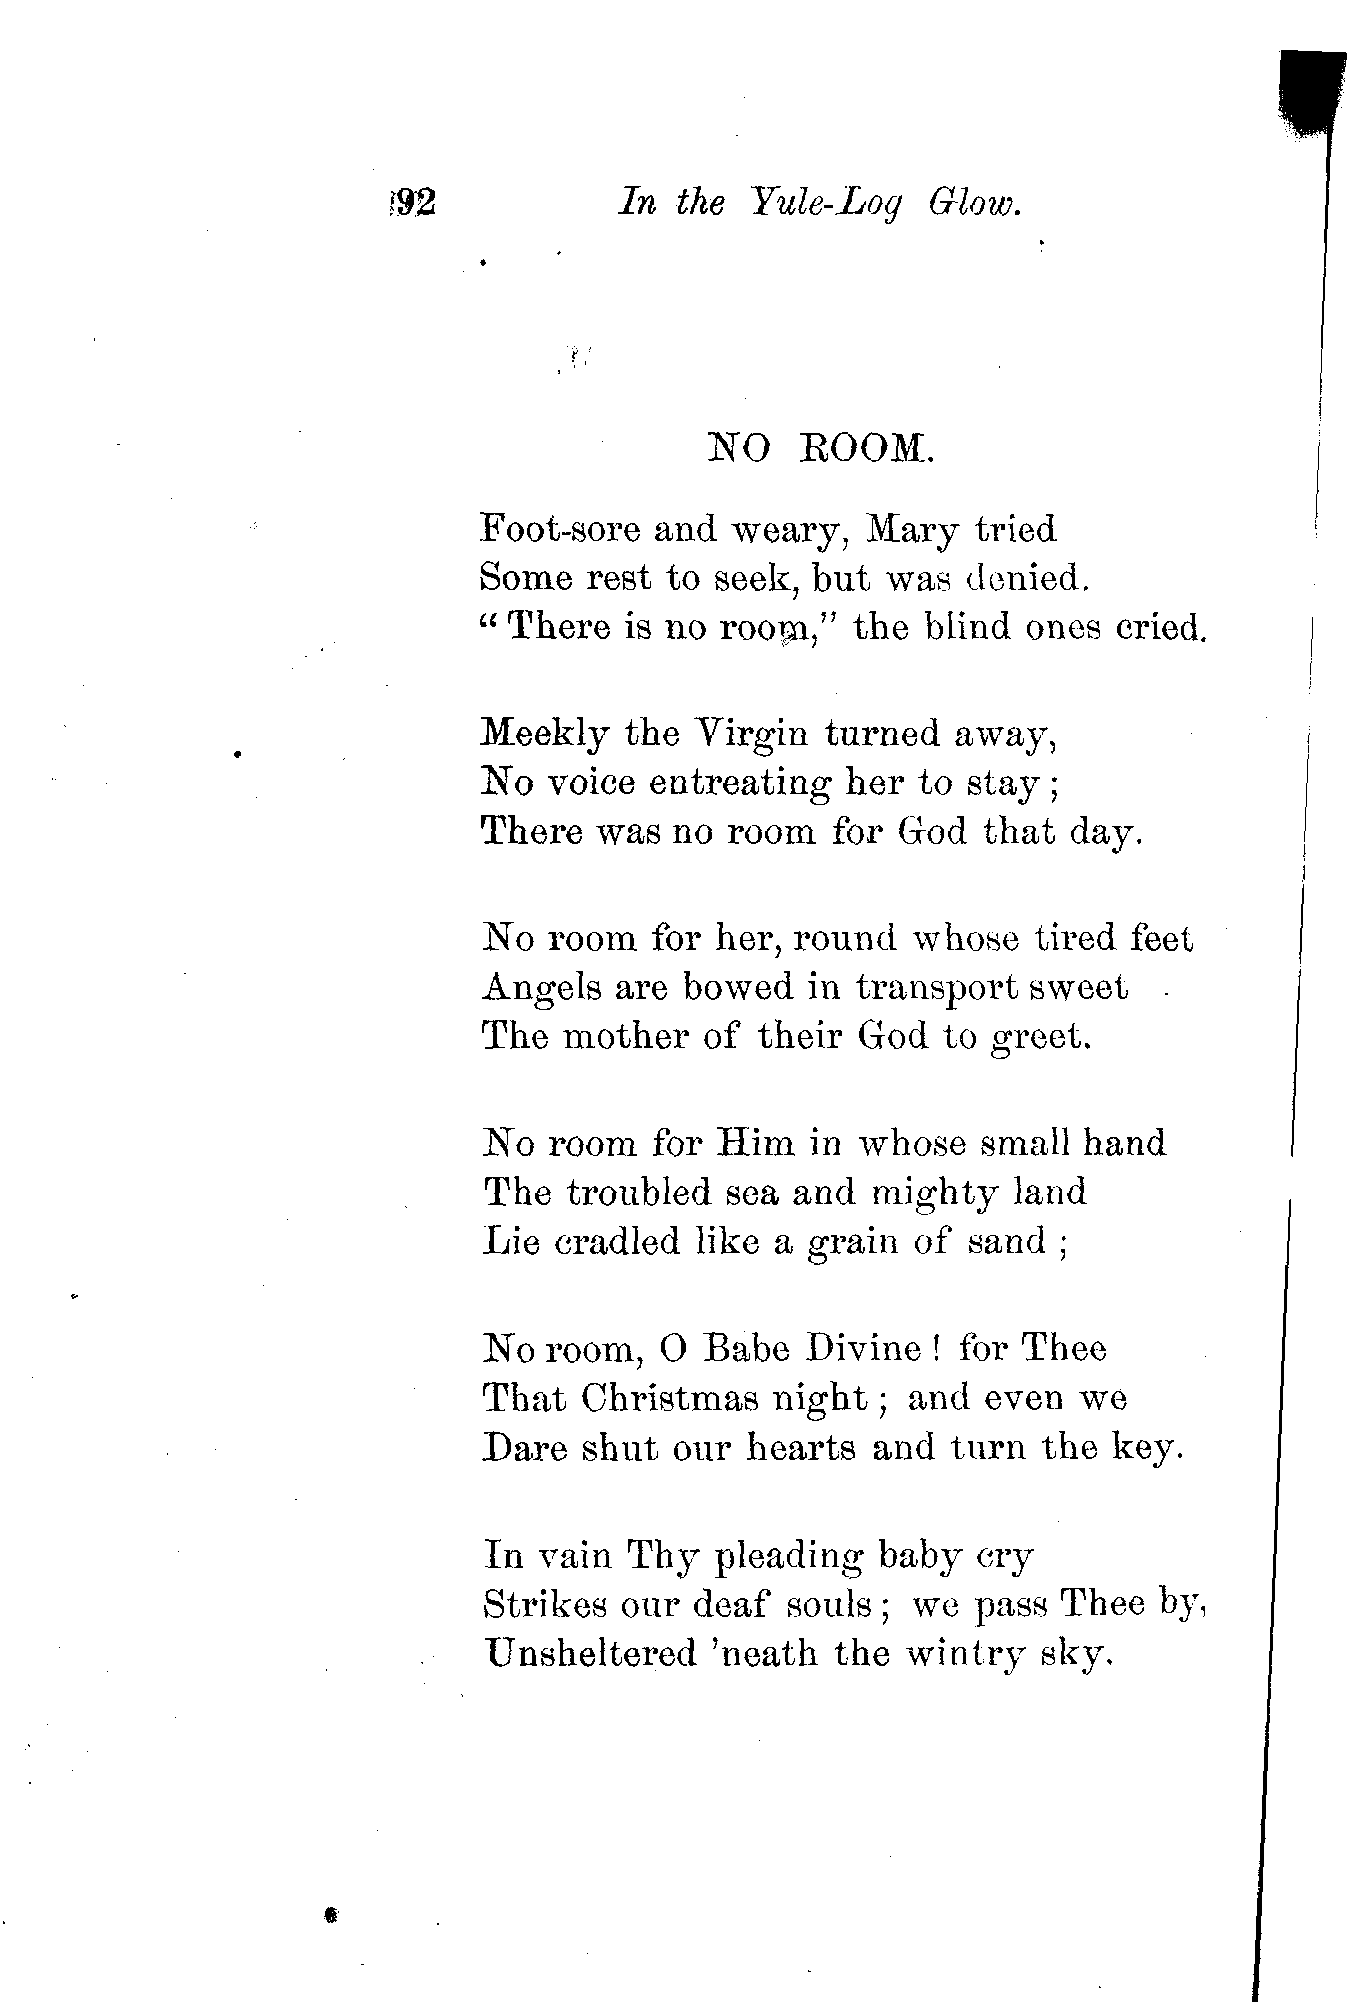 92 In the Yule-Log Glow.
NO ROOM.
Foot-sore and weary, Mary tried
Some rest to seek, but was denied.
"There is no room," the blind ones cried.
Meekly the Virgin turned away,
No voice entreating her to stay;
There was no room for God that day.
No room for her, round whose tired feet
Angels are bowed in transport sweet
The mother of their God to greet.
No room for Him in whose small hand
The troubled sea and mighty land
Lie cradled like a grain of sand;
No room, O Babe Divine! for Thee
That Christmas night; and even we
Dare shut our hearts and turn the key.
In vain Thy pleading baby cry
Strikes our deaf souls; we pass Thee by,
Unsheltered 'neath the wintry sky.